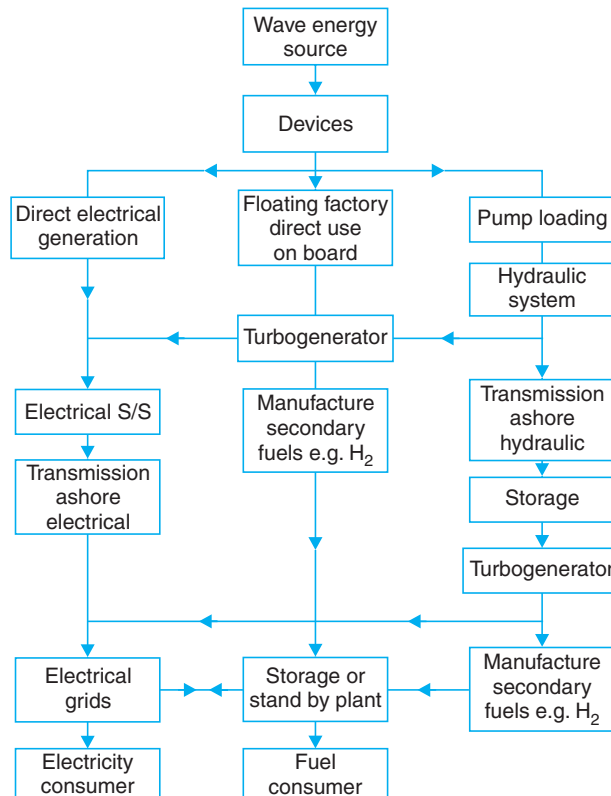 Wave energy
source
Devices
Direct electrical
generation
Floating factory
direct use
on board
Pump loading
Hydraulic
system
Turbogenerator
Electrical S/S
Manufacture
secondary
fuels e.g. H₂
Transmission
ashore
hydraulic
Transmission
ashore
electrical
Storage
Turbogenerator
Electrical
grids
Storage or
stand by plant
Manufacture
secondary
fuels e.g. H₂
Electricity
consumer
Fuel
consumer